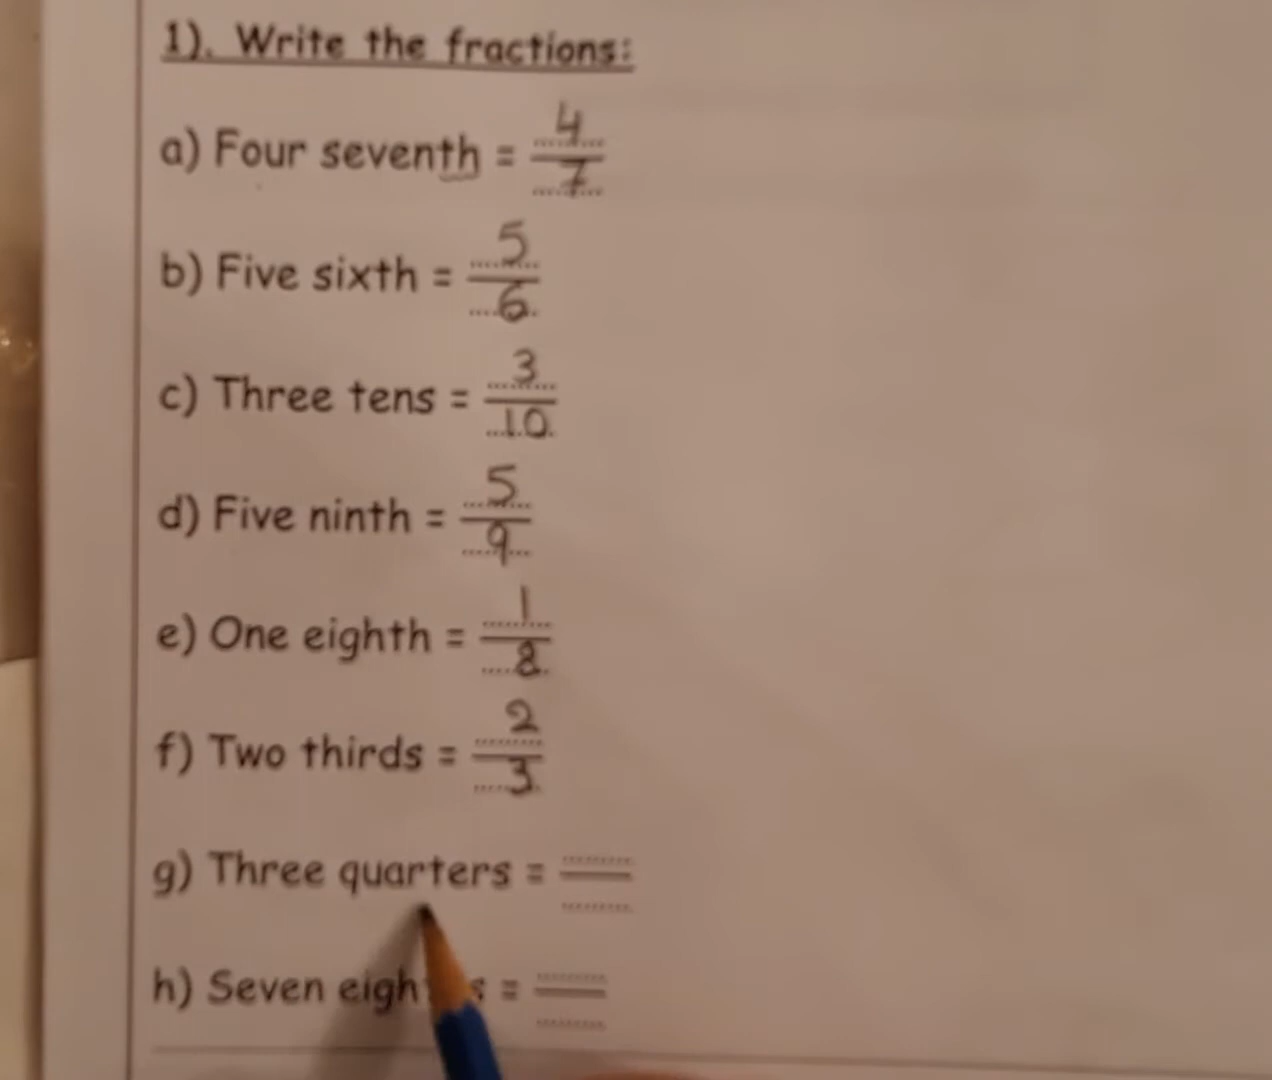 1). Write the fractions:
a) Four seventh = 4/7
b) Five sixth = 5/6
c) Three tens = 3/10
d) Five ninth = 5/9
e) One eighth = 1/8
f) Two thirds = 2/3
g) Three quarters =
h) Seven =